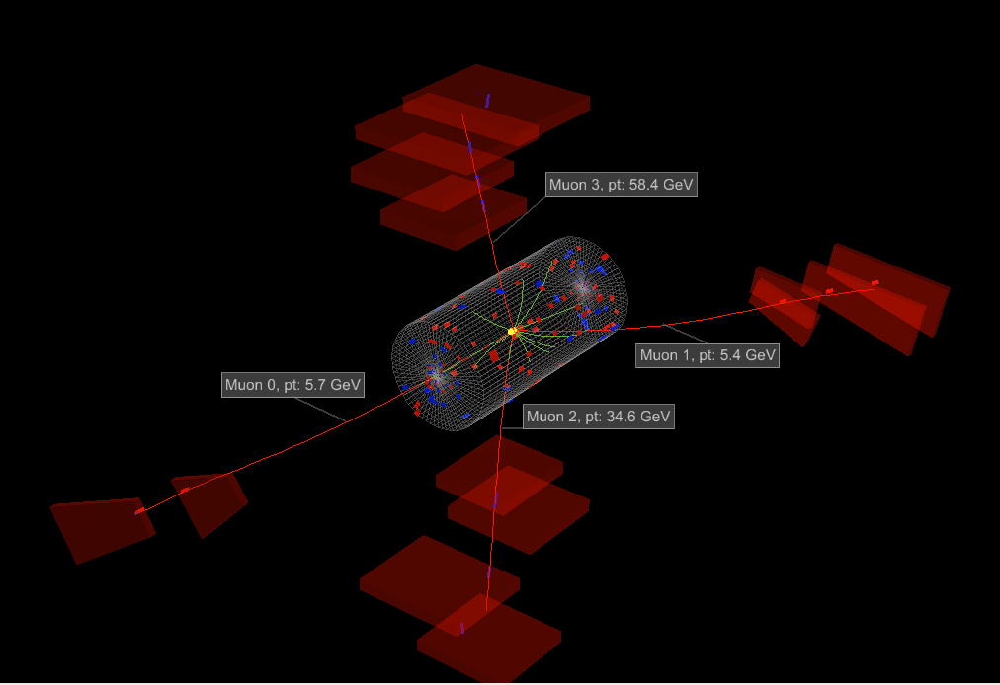 Muon 3, pt: 58.4 GeV
Muon 1, pt: 5.4 GeV
Muon 0, pt: 5.7 GeV
Muon 2, pt: 34.6 GeV